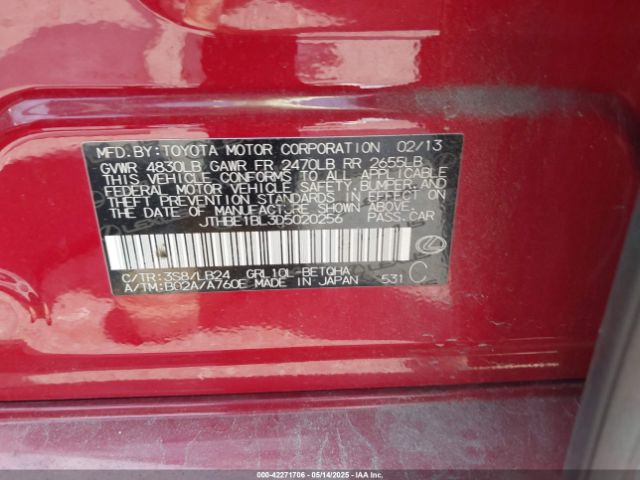 MFD. BY: TOYOTA MOTOR CORPORATION 02/13
GVWR 4830LB GAWR FR 2470LB RR 2655LB
THIS VEHICLE CONFORMS TO ALL APPLICABLE
FEDERAL MOTOR VEHICLE SAFETY, BUMPER, AND
THEFT PREVENTION STANDARDS IN EFFECT ON
THE DATE OF MANUFACTURE SHOWN ABOVE.
JTHBE1BL3D5020256 PASS. CAR
C/TR: 3S8/LB24 GRL10L-BETQHA
A/TM: B02A/A760E MADE IN JAPAN 531 C
000-42271706 05/14/2025 IAAI.COM